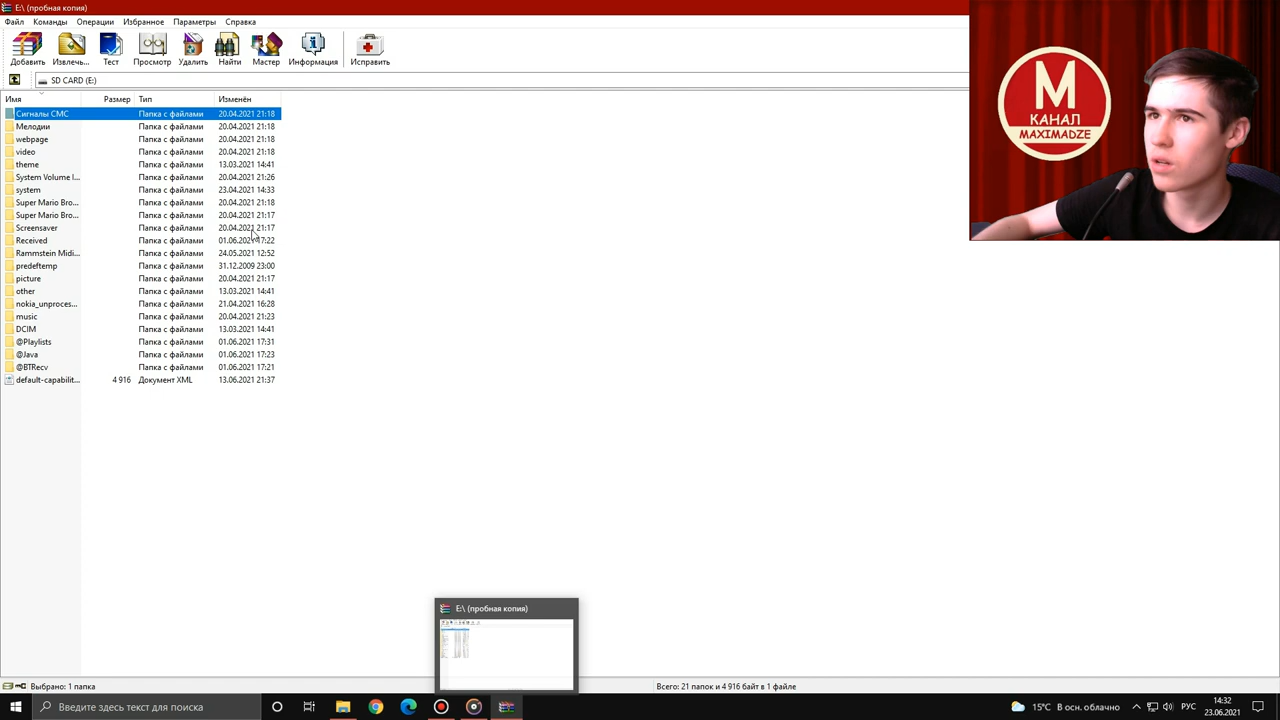 E:\ (пробная копия)
Файл Команды Операции Избранное Параметры Справка
Добавить Извлечь... Тест Просмотр Удалить Найти Мастер Информация Исправить
SD CARD (E:)
Имя Размер Тип Изменён
Сигналы СМС Папка с файлами 20.04.2021 21:18
Мелодии Папка с файлами 20.04.2021 21:18
webpage Папка с файлами 20.04.2021 21:18
video Папка с файлами 20.04.2021 21:18
theme Папка с файлами 13.03.2021 14:41
System Volume I... Папка с файлами 20.04.2021 21:26
system Папка с файлами 23.04.2021 14:33
Super Mario Bro... Папка с файлами 20.04.2021 21:18
Super Mario Bro... Папка с файлами 20.04.2021 21:17
Screensaver Папка с файлами 20.04.2021 21:17
Received Папка с файлами 01.06.2021 17:22
Rammstein Midi... Папка с файлами 24.05.2021 12:52
predeftemp Папка с файлами 31.12.2009 23:00
picture Папка с файлами 20.04.2021 21:17
other Папка с файлами 13.03.2021 14:41
nokia_unproces... Папка с файлами 21.04.2021 16:28
music Папка с файлами 20.04.2021 21:23
DCIM Папка с файлами 13.03.2021 14:41
@Playlists Папка с файлами 01.06.2021 17:31
@Java Папка с файлами 01.06.2021 17:23
@BTRecv Папка с файлами 01.06.2021 17:21
default-capabilit... 4 916 Документ XML 13.06.2021 21:37
М
КАНАЛ
MAXIMADZE
E:\ (пробная копия)
Выбрано: 1 папка
Всего: 21 папок и 4 916 байт в 1 файле
Введите здесь текст для поиска
15°C В осн. облачно
РУС
14:32
23.06.2021